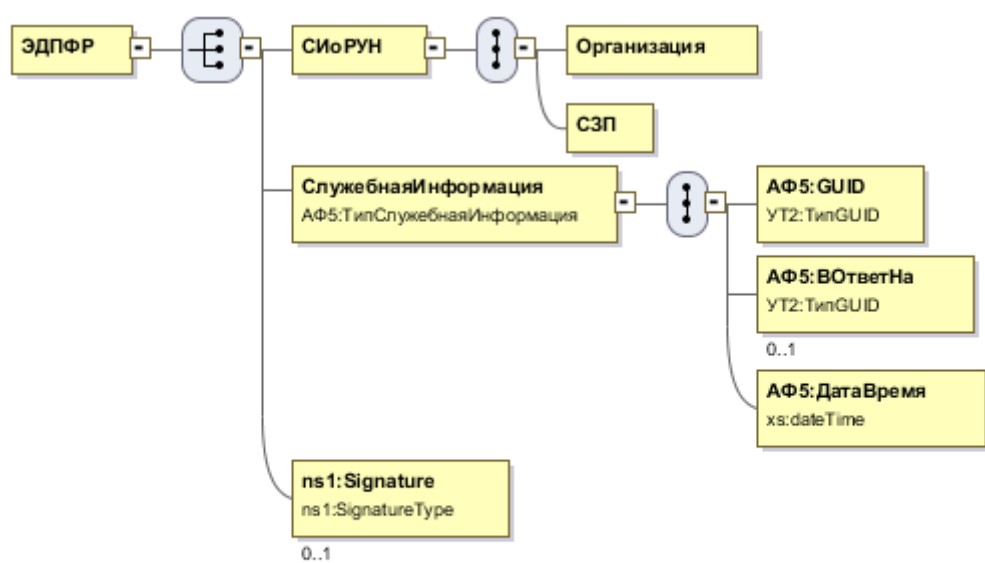 ЭДПФР
СИоРУН
Организация
СЗП
СлужебнаяИнформация
АФ5:ТипСлужебнаяИнформация
АФ5:GUID
УТ2:ТипGUID
АФ5:ВОтветНа
УТ2:ТипGUID
0..1
АФ5:ДатаВремя
xs:dateTime
ns1:Signature
ns1:SignatureType
0..1